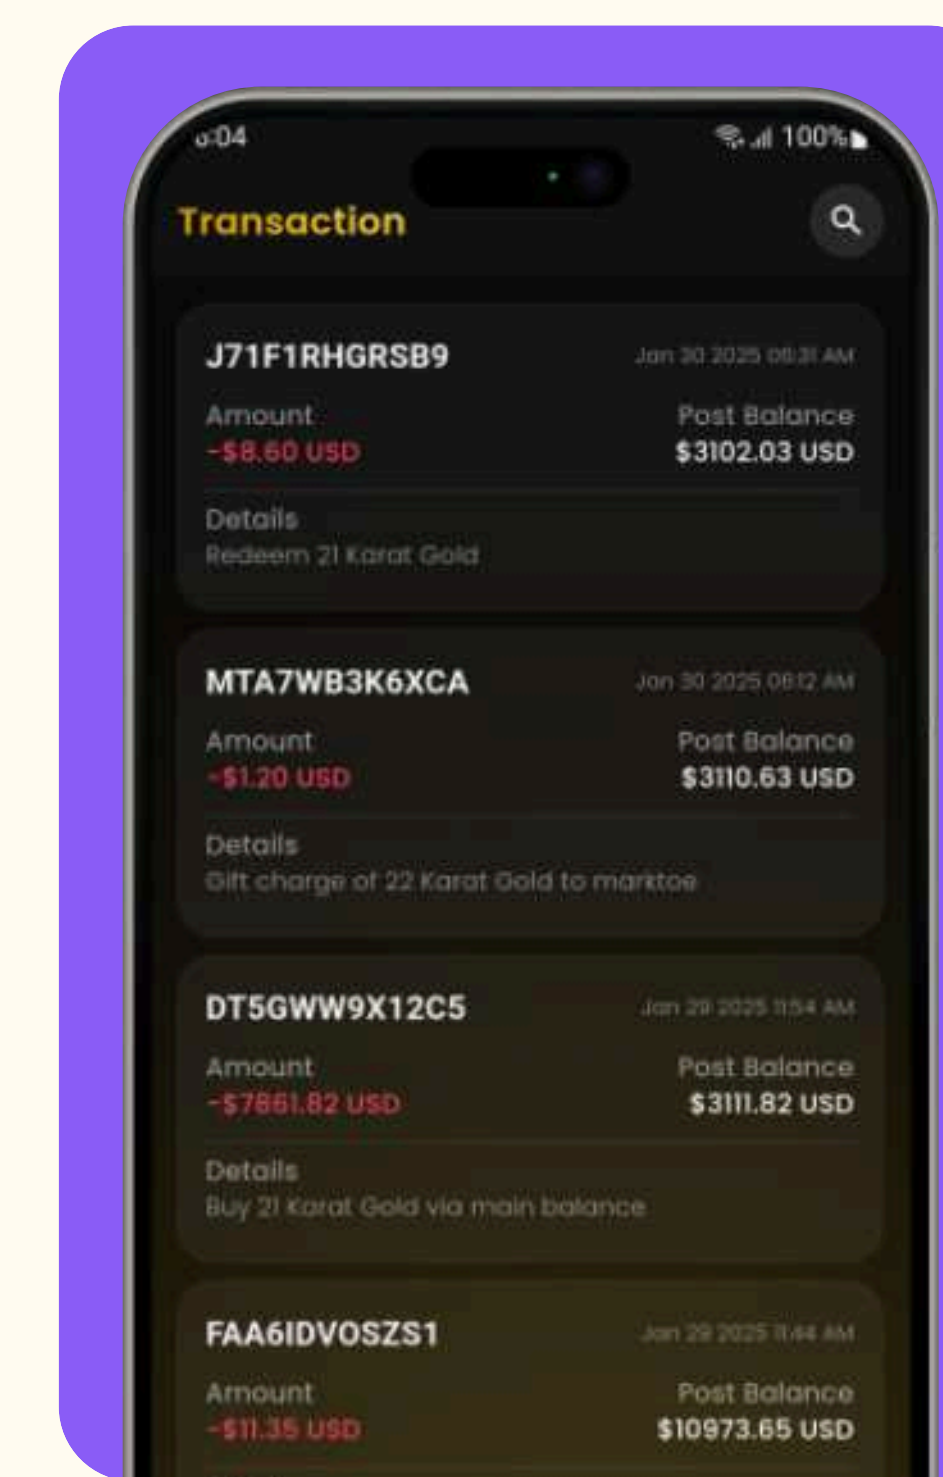 :04 100%
Transaction
J71F1RHGRSB9 Jan 30 2025 06:31 AM
Amount Post Balance
-$8.60 USD $3102.03 USD
Details
Redeem 21 Karat Gold
MTA7WB3K6XCA Jan 30 2025 06:12 AM
Amount Post Balance
-$1.20 USD $3110.63 USD
Details
Gift charge of 22 Karat Gold to marktoe
DT5GWW9X12C5 Jan 29 2025 11:54 AM
Amount Post Balance
-$7861.82 USD $3111.82 USD
Details
Buy 21 Karat Gold via main balance
FAA6IDVOSZS1 Jan 29 2025 11:44 AM
Amount Post Balance
-$11.35 USD $10973.65 USD